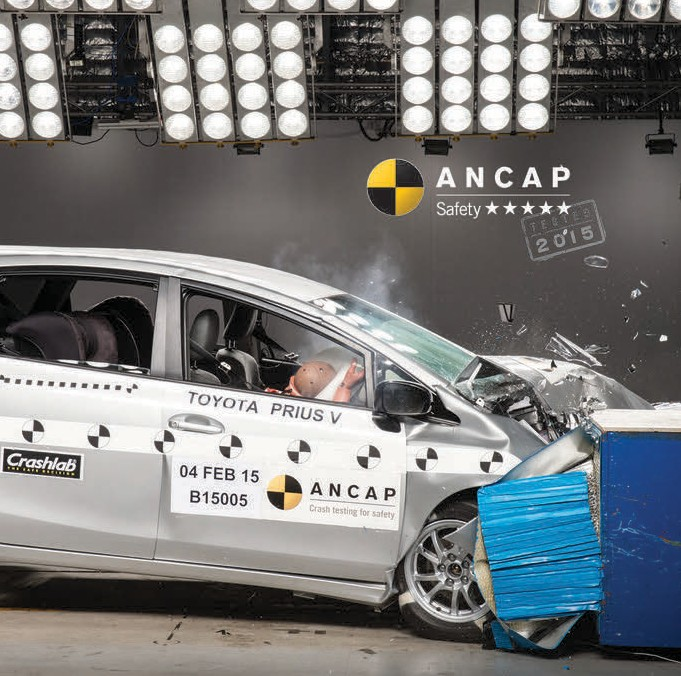 ANCAP
Safety ★★★★★
TESTED
2015
TOYOTA PRIUS V
Crashlab
04 FEB 15
B15005
ANCAP
Crash testing for safety